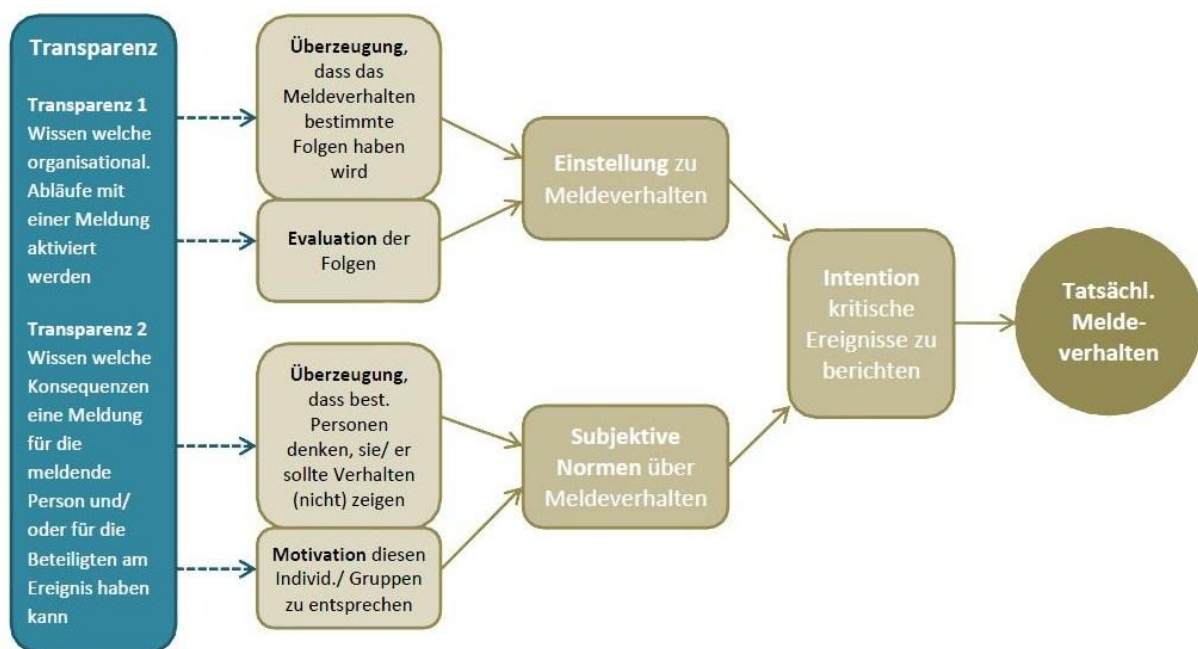 Transparenz
Transparenz 1
Wissen welche
organisational.
Abläufe mit
einer Meldung
aktiviert
werden
Transparenz 2
Wissen welche
Konsequenzen
eine Meldung
für die
meldende
Person und/
oder für die
Beteiligten am
Ereignis haben
kann
Überzeugung,
dass das
Meldeverhalten
bestimmte
Folgen haben
wird
Evaluation der
Folgen
Überzeugung,
dass best.
Personen
denken, sie/ er
sollte Verhalten
(nicht) zeigen
Motivation diesen
Individ./ Gruppen
zu entsprechen
Einstellung zu
Meldeverhalten
Subjektive
Normen über
Meldeverhalten
Intention
kritische
Ereignisse zu
berichten
Tatsächl.
Melde-
verhalten